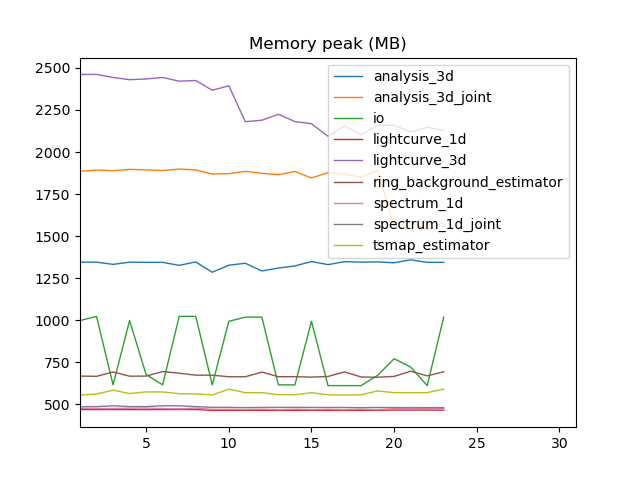 Memory peak (MB)
2500
2250
2000
1750
1500
1250
1000
750
500
analysis_3d
analysis_3d_joint
io
lightcurve_1d
lightcurve_3d
ring_background_estimator
spectrum_1d
spectrum_1d_joint
tsmap_estimator
5
10
15
20
25
30